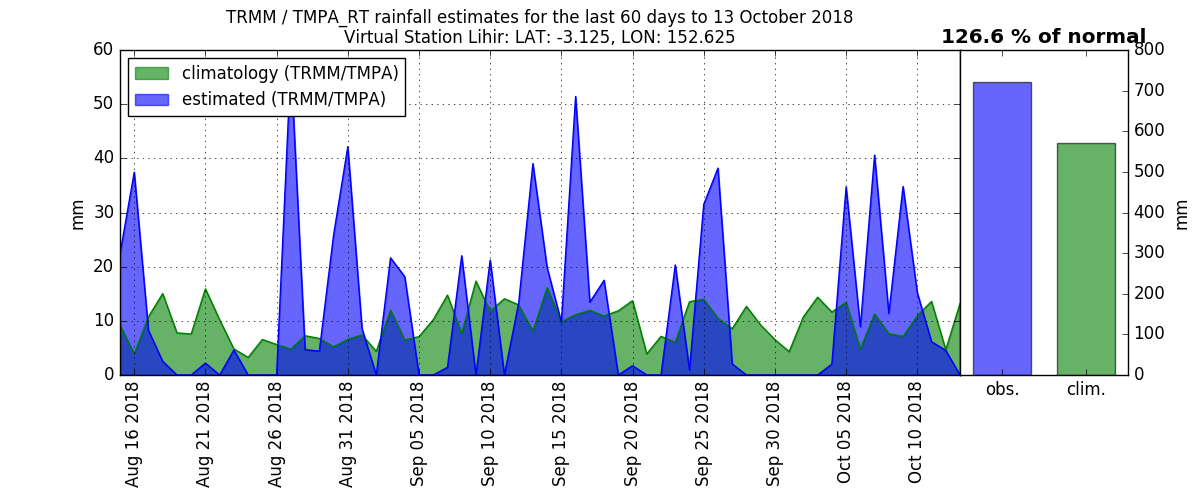 TRMM / TMPA_RT rainfall estimates for the last 60 days to 13 October 2018
Virtual Station Lihir: LAT: -3.125, LON: 152.625
126.6 % of normal
climatology (TRMM/TMPA)
estimated (TRMM/TMPA)
60
50
40
30
20
10
0
mm
Aug 16 2018
Aug 21 2018
Aug 26 2018
Aug 31 2018
Sep 05 2018
Sep 10 2018
Sep 15 2018
Sep 20 2018
Sep 25 2018
Sep 30 2018
Oct 05 2018
Oct 10 2018
800
700
600
500
400
300
200
100
0
mm
obs.
clim.